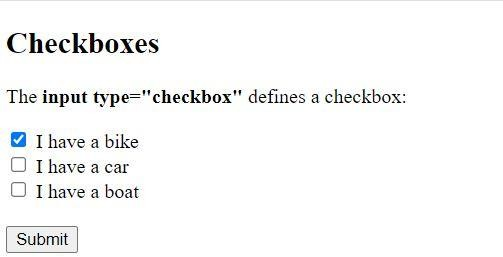 Checkboxes
The input type="checkbox" defines a checkbox:
I have a bike
I have a car
I have a boat
Submit